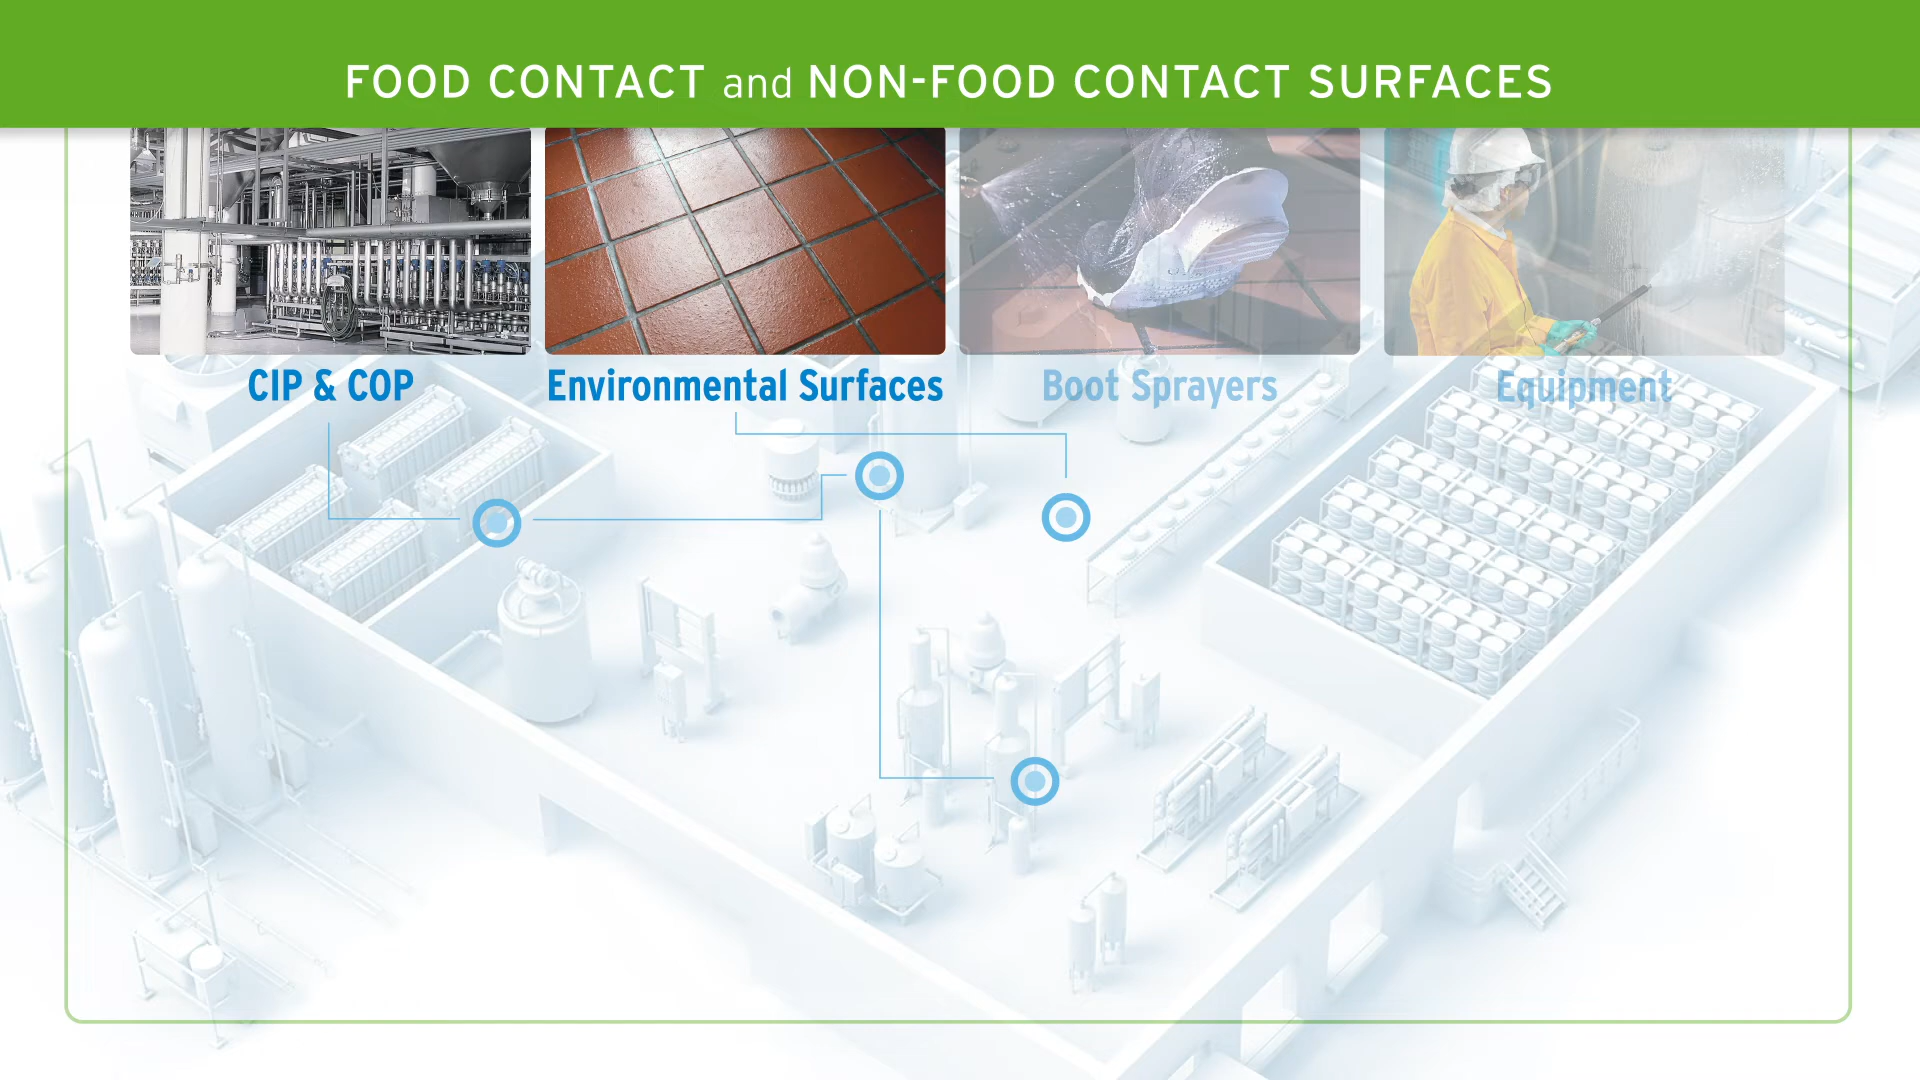 FOOD CONTACT and NON-FOOD CONTACT SURFACES
CIP & COP
Environmental Surfaces
Boot Sprayers
Equipment